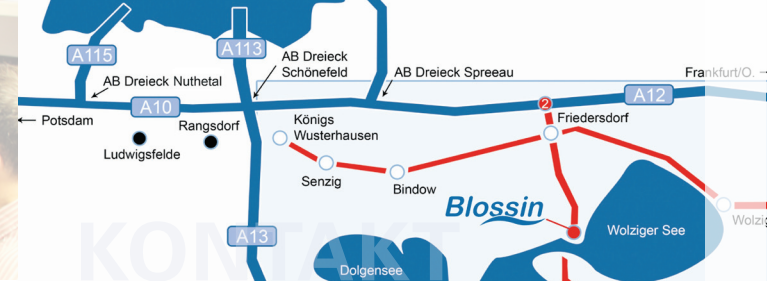 A115
A113
AB Dreieck
Schönefeld
AB Dreieck Nuthetal
AB Dreieck Spreeau
Frankfurt/O. →
A10
2
A12
← Potsdam
Rangsdorf
Königs
Wusterhausen
Friedersdorf
Ludwigsfelde
Senzig
Bindow
Blossin
Wolziger See
A13
KONTAKT
Dolgensee